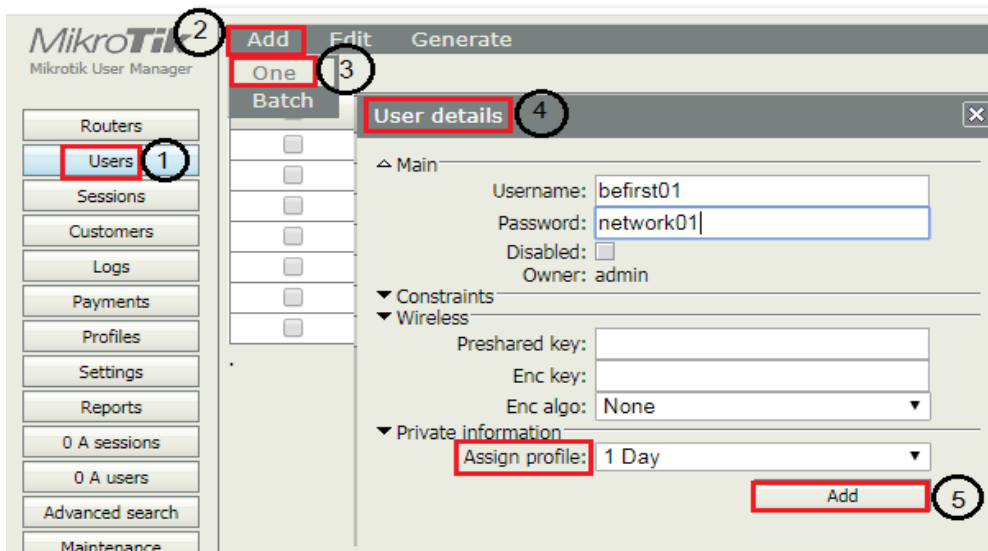 MikroTik
Mikrotik User Manager
2
Add Edit Generate
One
3
Batch
Routers
Users
1
Sessions
Customers
Logs
Payments
Profiles
Settings
Reports
0 A sessions
0 A users
Advanced search
Maintenance
User details
4
Main
Username: befirst01
Password: network01
Disabled:
Owner: admin
Constraints
Wireless
Preshared key:
Enc key:
Enc algo: None
Private information
Assign profile: 1 Day
Add
5